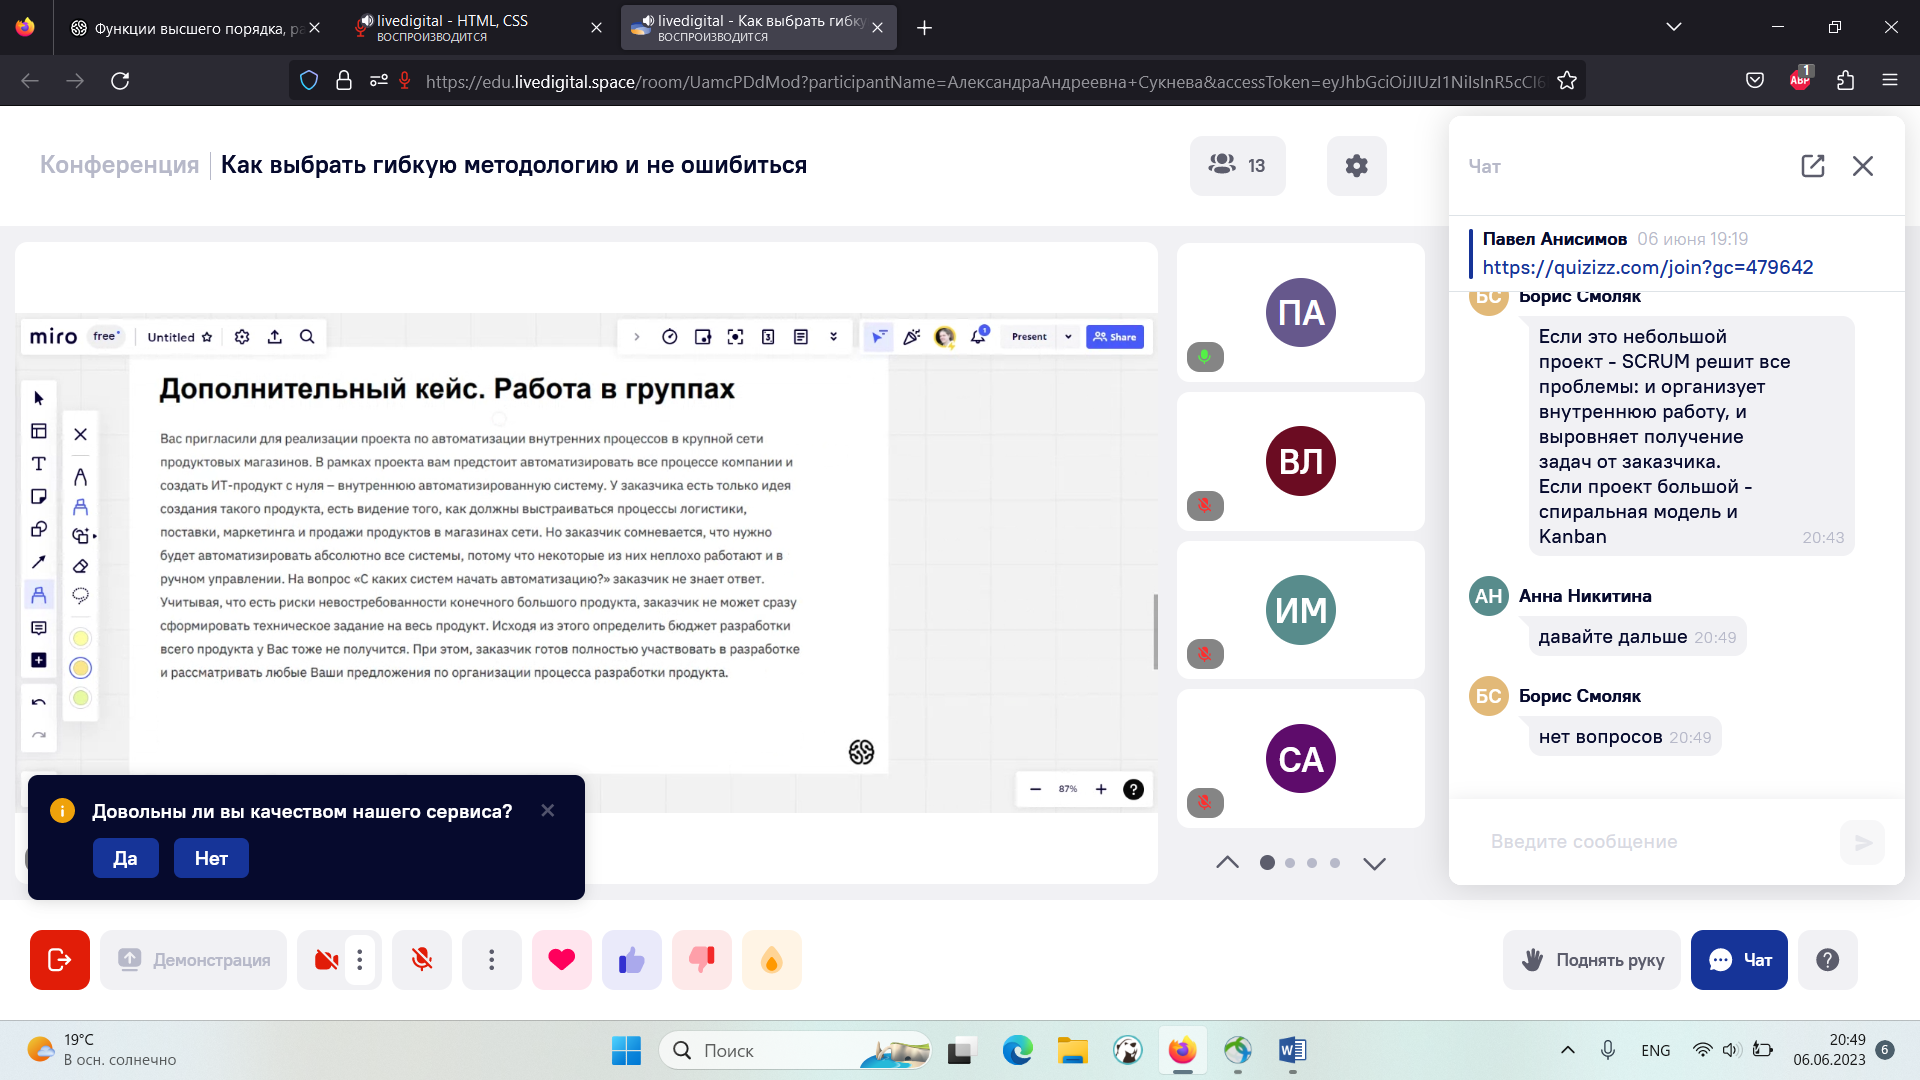 Функции высшего порядка, ра
livedigital - HTML, CSS
ВОСПРОИЗВОДИТСЯ
livedigital - Как выбрать гибку
ВОСПРОИЗВОДИТСЯ
https://edu.livedigital.space/room/UamcPDdMod?participantName=АлександраАндреевна+Сукнева&accessToken=eyJhbGciOiJIUzI1NiIsInR5cCI6
ABP
1
Конференция
Как выбрать гибкую методологию и не ошибиться
13
Чат
Павел Анисимов 06 июня 19:19
https://quizizz.com/join?gc=479642
БС
Борис Смоляк
Если это небольшой
проект - SCRUM решит все
проблемы: и организует
внутреннюю работу, и
выровняет получение
задач от заказчика.
Если проект большой -
спиральная модель и
Kanban
20:43
АН
Анна Никитина
давайте дальше 20:49
БС
Борис Смоляк
нет вопросов 20:49
Введите сообщение
miro
free
Untitled
1
Present
Share
Дополнительный кейс. Работа в группах
Вас пригласили для реализации проекта по автоматизации внутренних процессов в крупной сети
продуктовых магазинов. В рамках проекта вам предстоит автоматизировать все процессе компании и
создать ИТ-продукт с нуля – внутреннюю автоматизированную систему. У заказчика есть только идея
создания такого продукта, есть видение того, как должны выстраиваться процессы логистики,
поставки, маркетинга и продажи продуктов в магазинах сети. Но заказчик сомневается, что нужно
будет автоматизировать абсолютно все системы, потому что некоторые из них неплохо работают и в
ручном управлении. На вопрос «С каких систем начать автоматизацию?» заказчик не знает ответ.
Учитывая, что есть риски невостребованности конечного большого продукта, заказчик не может сразу
сформировать техническое задание на весь продукт. Исходя из этого определить бюджет разработки
всего продукта у Вас тоже не получится. При этом, заказчик готов полностью участвовать в разработке
и рассматривать любые Ваши предложения по организации процесса разработки продукта.
87%
ПА
ВЛ
ИМ
СА
Довольны ли вы качеством нашего сервиса?
Да
Нет
Демонстрация
Поднять руку
Чат
19°C
В осн. солнечно
Поиск
ENG
20:49
06.06.2023
6